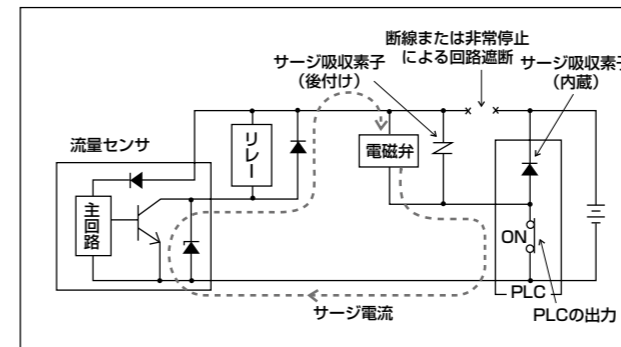 断線または非常停止
による回路遮断
サージ吸収素子
（後付け）
サージ吸収素子
（内蔵）
流量センサ
リレー
電磁弁
主回路
ON
PLC
PLCの出力
サージ電流